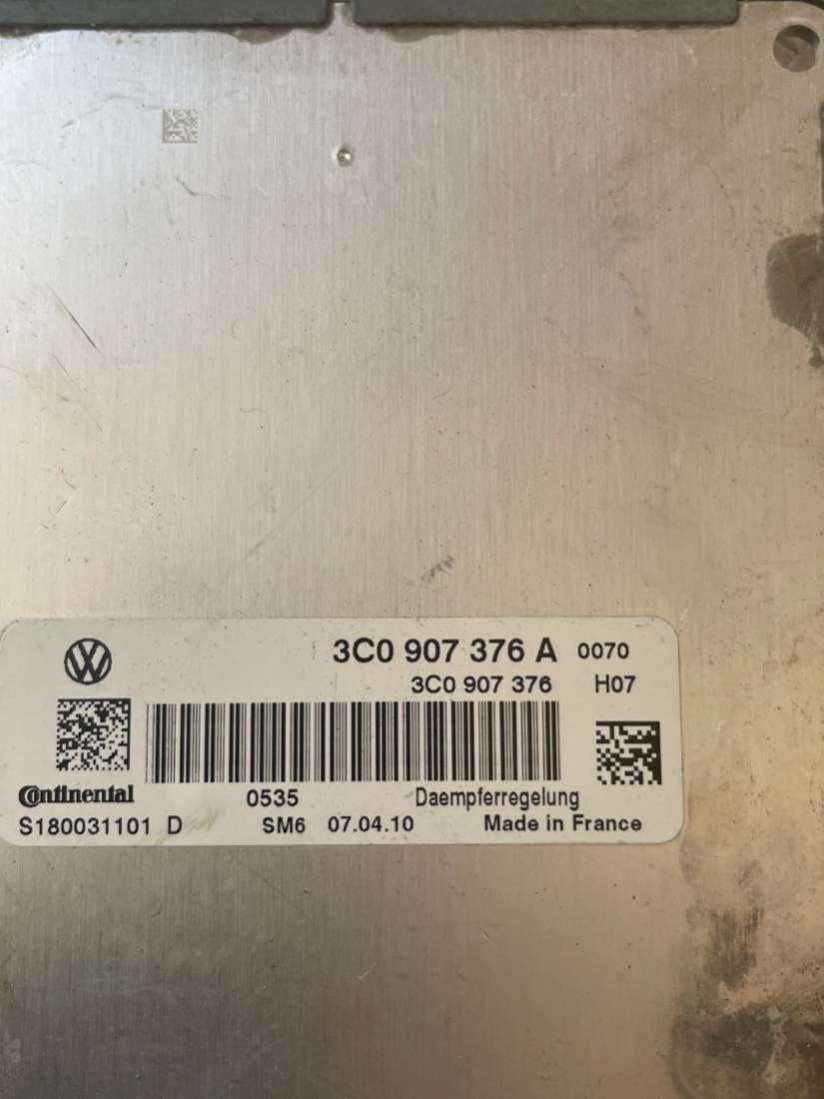 3C0 907 376 A 0070
3C0 907 376 H07
Continental 0535 Daempferregelung
S180031101 D SM6 07.04.10 Made in France